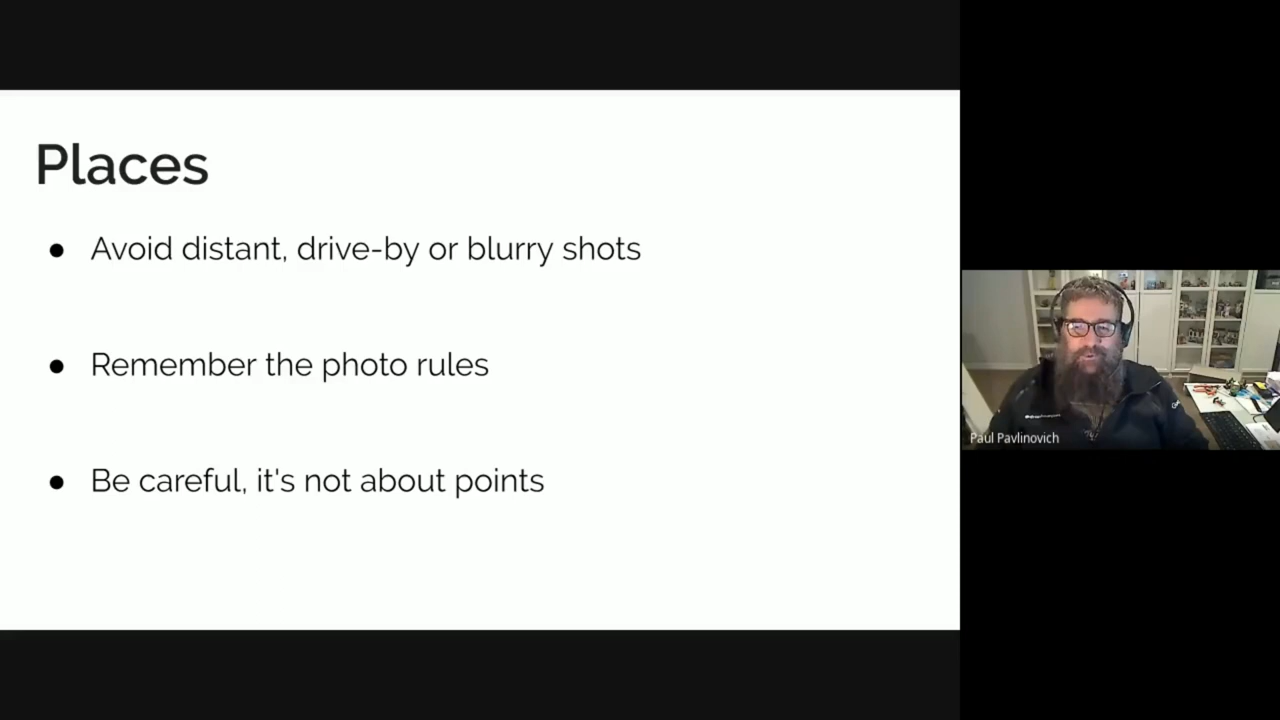 Places
● Avoid distant, drive-by or blurry shots
● Remember the photo rules
● Be careful, it's not about points
Paul Pavlinovich